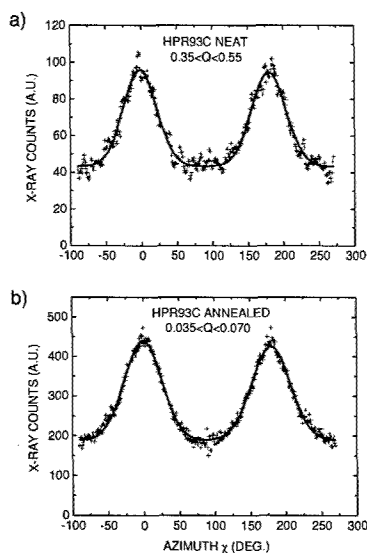 a)
HPR93C NEAT
0.35<Q<0.55
X-RAY COUNTS (A.U.)
120
100
80
60
40
20
0
-100 -50 0 50 100 150 200 250 300
b)
HPR93C ANNEALED
0.035<Q<0.070
X-RAY COUNTS (A.U.)
500
400
300
200
100
0
-100 -50 0 50 100 150 200 250 300
AZIMUTH χ (DEG.)